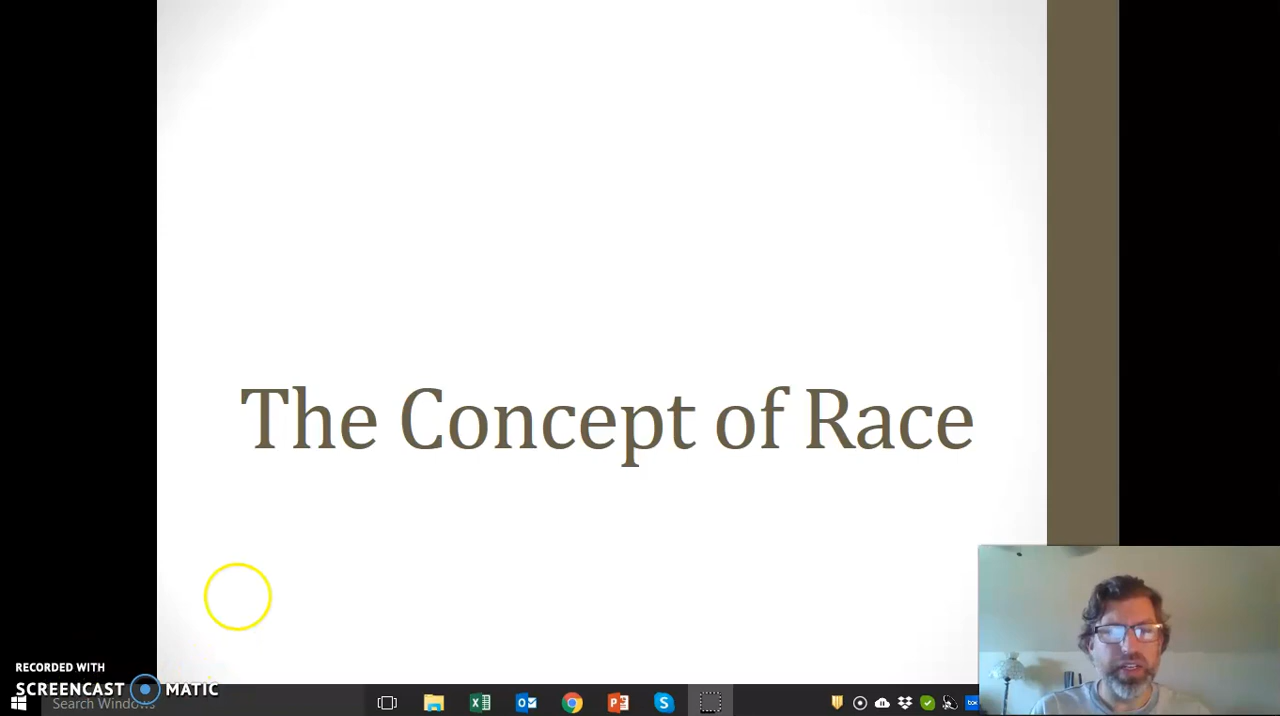 The Concept of Race
RECORDED WITH
SCREENCAST MATIC
Search Windows